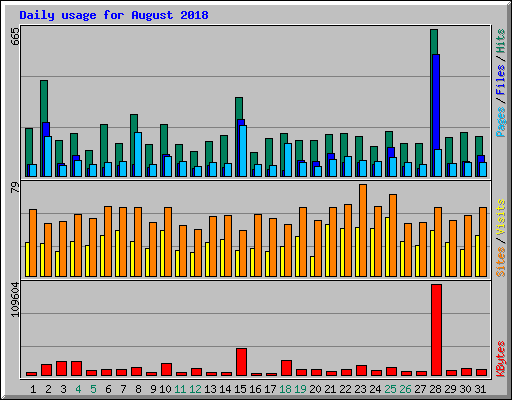 Daily usage for August 2018
665
Pages / Files / Hits
79
Sites / Visits
109604
KBytes
1 2 3 4 5 6 7 8 9 10 11 12 13 14 15 16 17 18 19 20 21 22 23 24 25 26 27 28 29 30 31